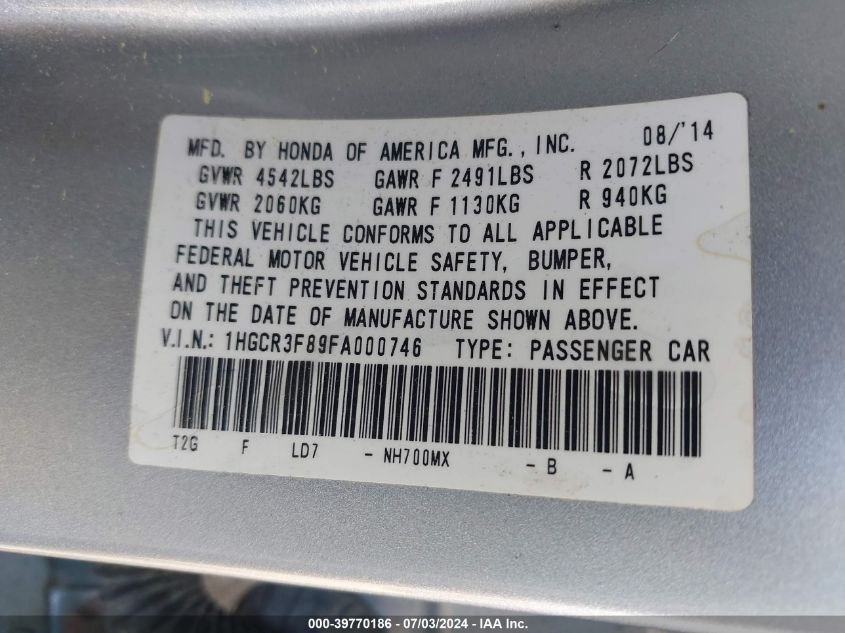 MFD. BY HONDA OF AMERICA MFG., INC. 08/'14
GVWR 4542LBS GAWR F 2491LBS R 2072LBS
GVWR 2060KG GAWR F 1130KG R 940KG
THIS VEHICLE CONFORMS TO ALL APPLICABLE
FEDERAL MOTOR VEHICLE SAFETY, BUMPER,
AND THEFT PREVENTION STANDARDS IN EFFECT
ON THE DATE OF MANUFACTURE SHOWN ABOVE.
V.I.N.: 1HGCR3F89FA000746 TYPE: PASSENGER CAR
T2G F LD7 - NH700MX - B - A
000-39770186 - 07/03/2024 - IAAI Inc.